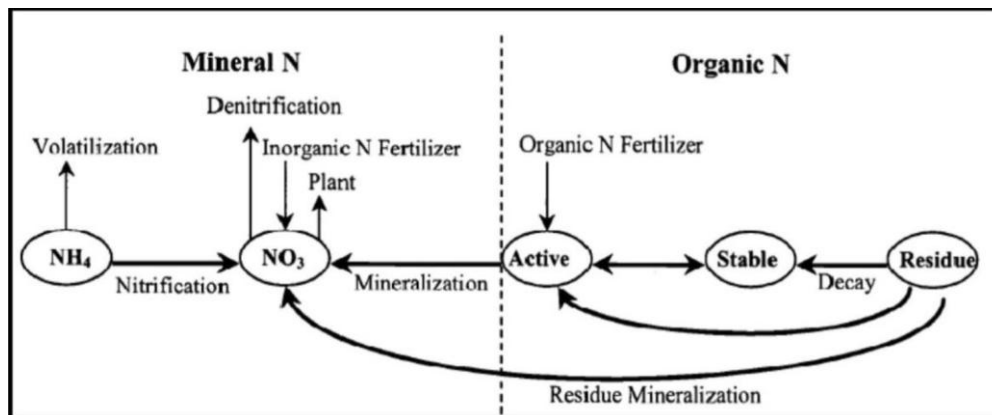 Mineral N
Organic N
Denitrification
Volatilization
Inorganic N Fertilizer
Organic N Fertilizer
Plant
NH₄
NO₃
Active
Stable
Residue
Nitrification
Mineralization
Decay
Residue Mineralization